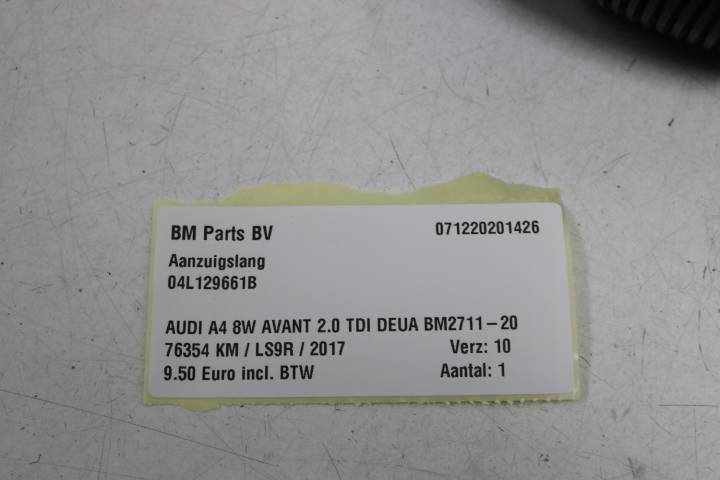 BM Parts BV 071220201426
Aanzuigslang
04L129661B
AUDI A4 8W AVANT 2.0 TDI DEUA BM2711-20
76354 KM / LS9R / 2017 Verz: 10
9.50 Euro incl. BTW Aantal: 1